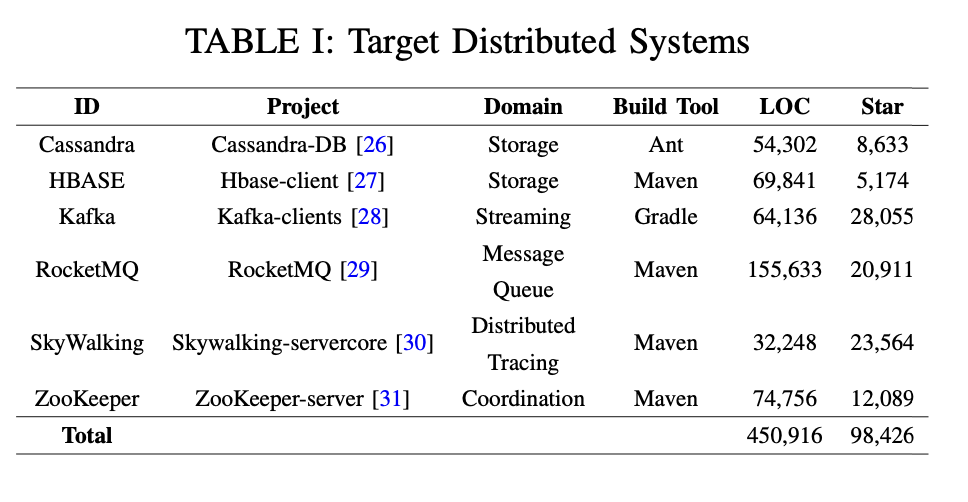 TABLE I: Target Distributed Systems
ID Project Domain Build Tool LOC Star
Cassandra Cassandra-DB [26] Storage Ant 54,302 8,633
HBASE Hbase-client [27] Storage Maven 69,841 5,174
Kafka Kafka-clients [28] Streaming Gradle 64,136 28,055
RocketMQ RocketMQ [29] Message Queue Maven 155,633 20,911
SkyWalking Skywalking-servercore [30] Distributed Tracing Maven 32,248 23,564
ZooKeeper ZooKeeper-server [31] Coordination Maven 74,756 12,089
Total 450,916 98,426